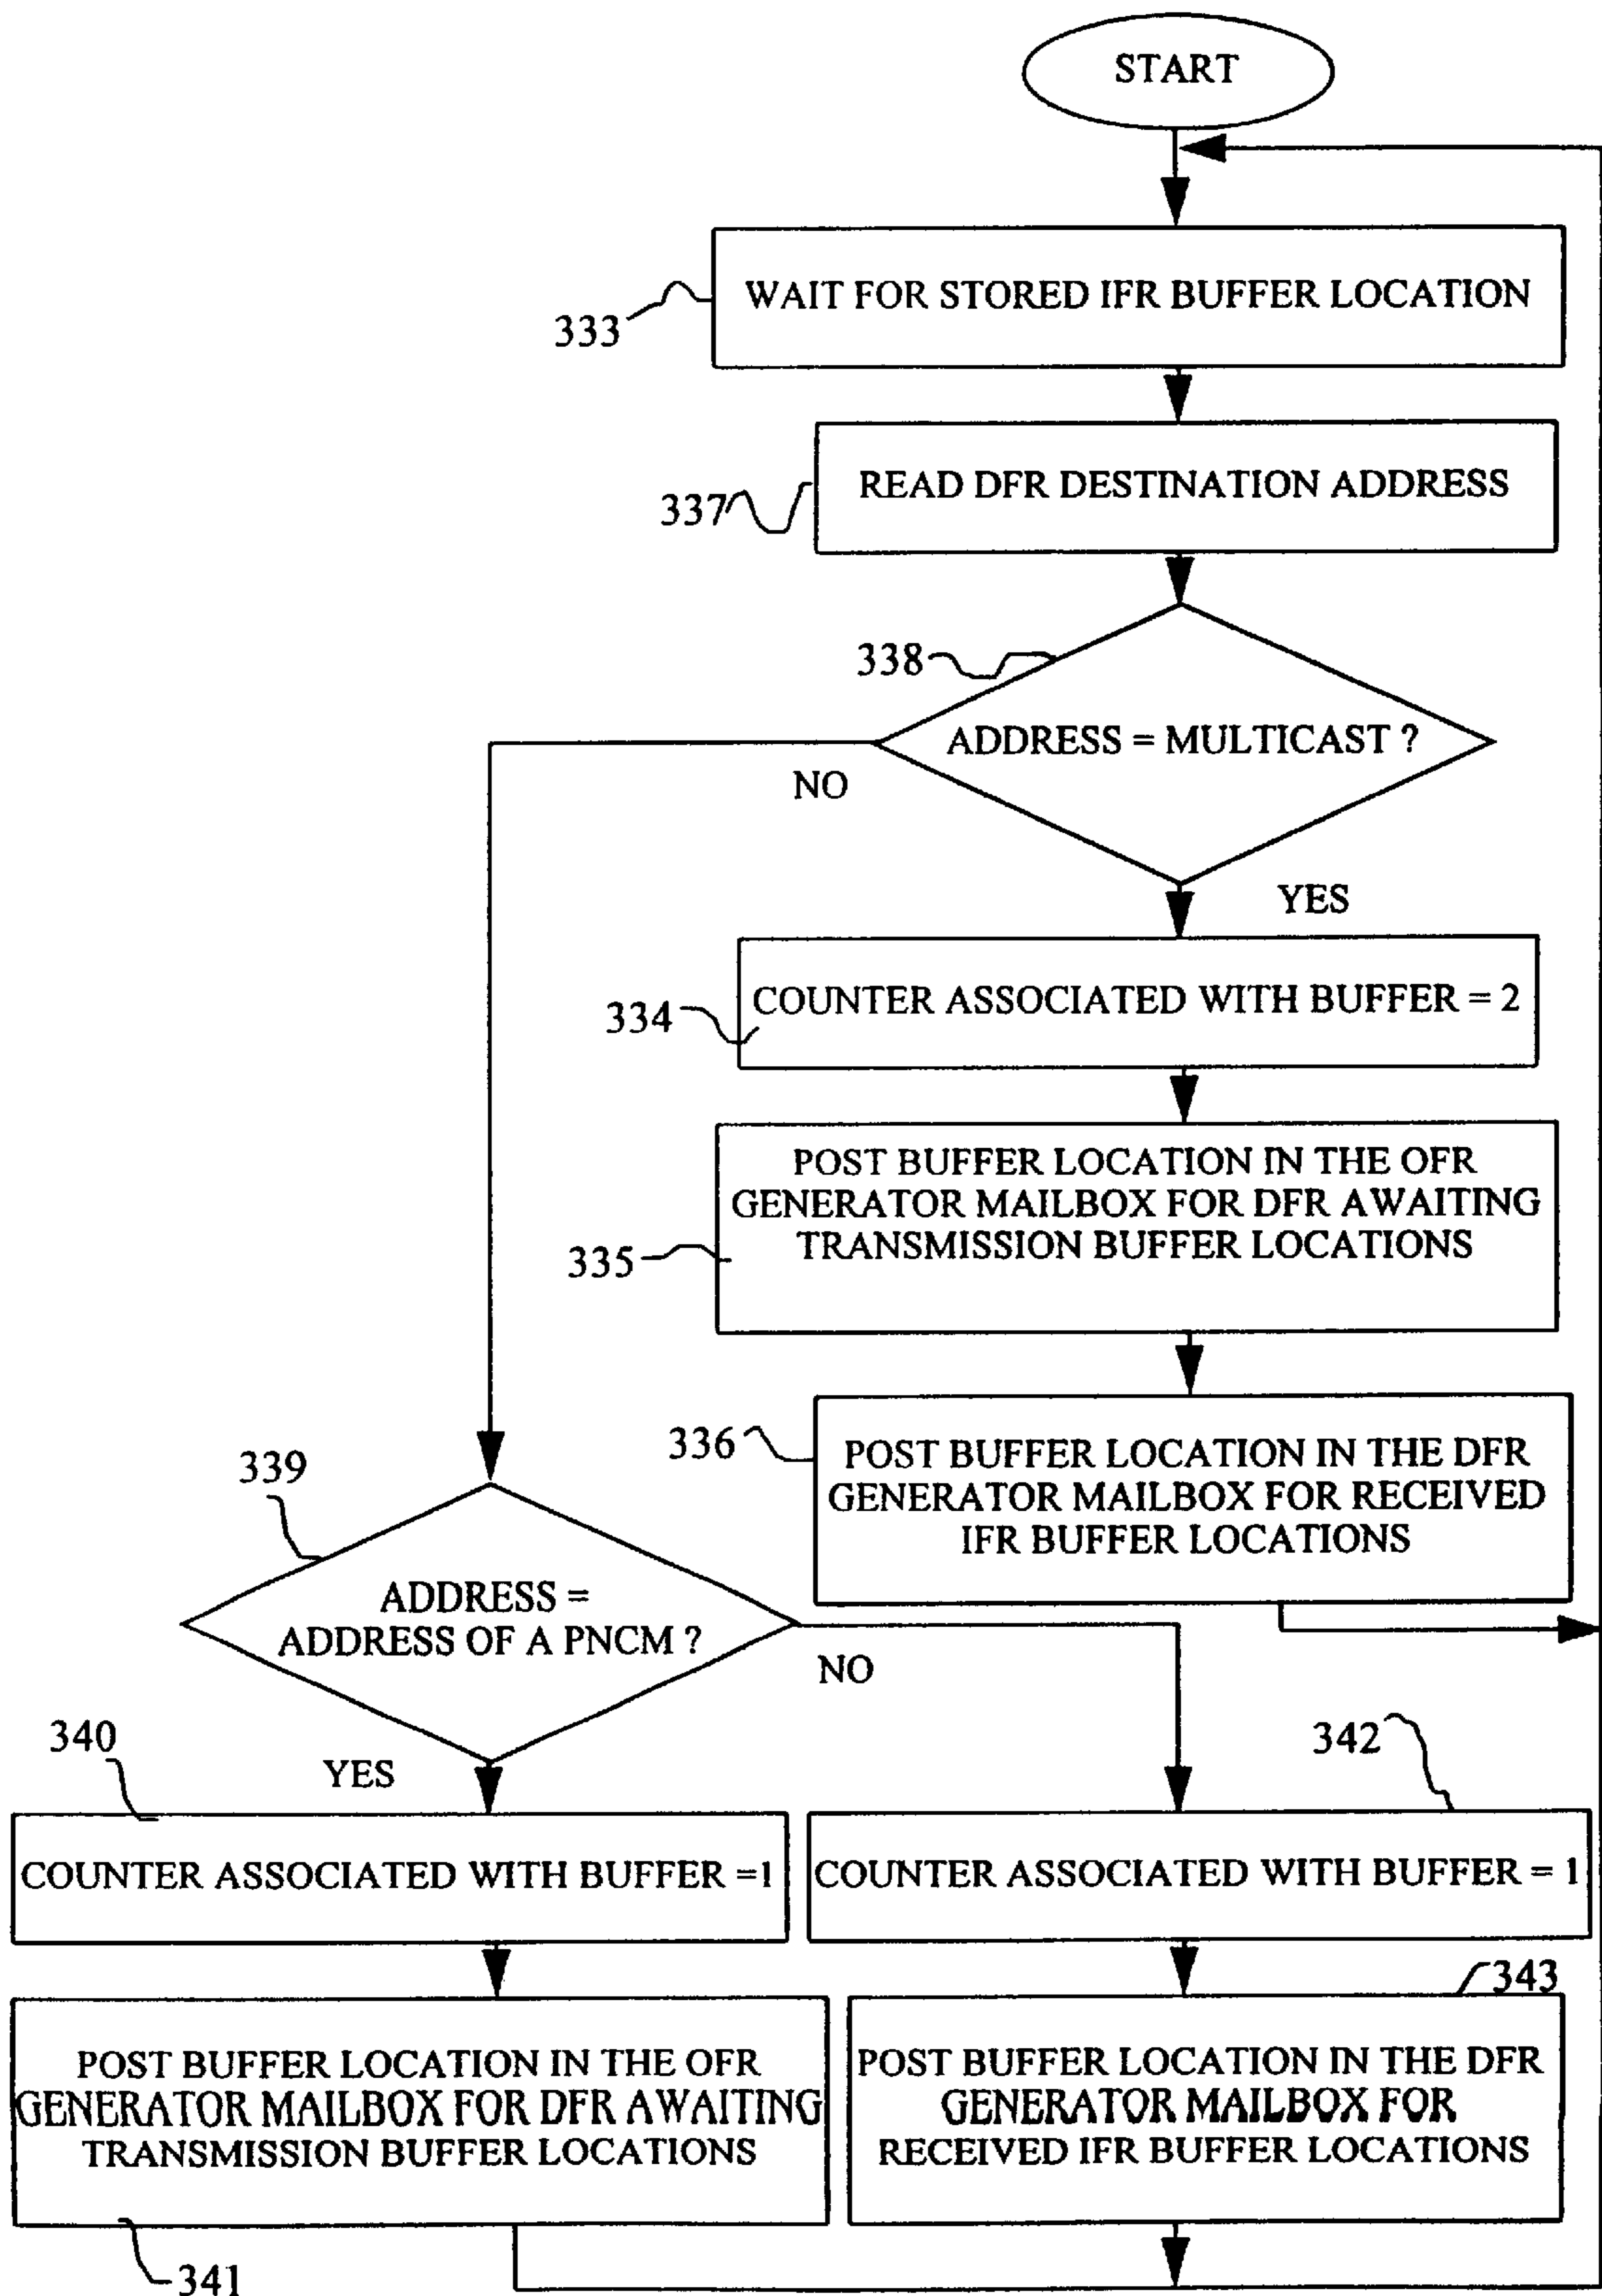 START
333
WAIT FOR STORED IFR BUFFER LOCATION
337
READ DFR DESTINATION ADDRESS
338
ADDRESS = MULTICAST ?
NO
YES
334
COUNTER ASSOCIATED WITH BUFFER = 2
335
POST BUFFER LOCATION IN THE OFR
GENERATOR MAILBOX FOR DFR AWAITING
TRANSMISSION BUFFER LOCATIONS
336
POST BUFFER LOCATION IN THE DFR
GENERATOR MAILBOX FOR RECEIVED
IFR BUFFER LOCATIONS
339
ADDRESS =
ADDRESS OF A PNCM ?
NO
YES
340
COUNTER ASSOCIATED WITH BUFFER =1
342
COUNTER ASSOCIATED WITH BUFFER = 1
341
POST BUFFER LOCATION IN THE OFR
GENERATOR MAILBOX FOR DFR AWAITING
TRANSMISSION BUFFER LOCATIONS
343
POST BUFFER LOCATION IN THE DFR
GENERATOR MAILBOX FOR
RECEIVED IFR BUFFER LOCATIONS